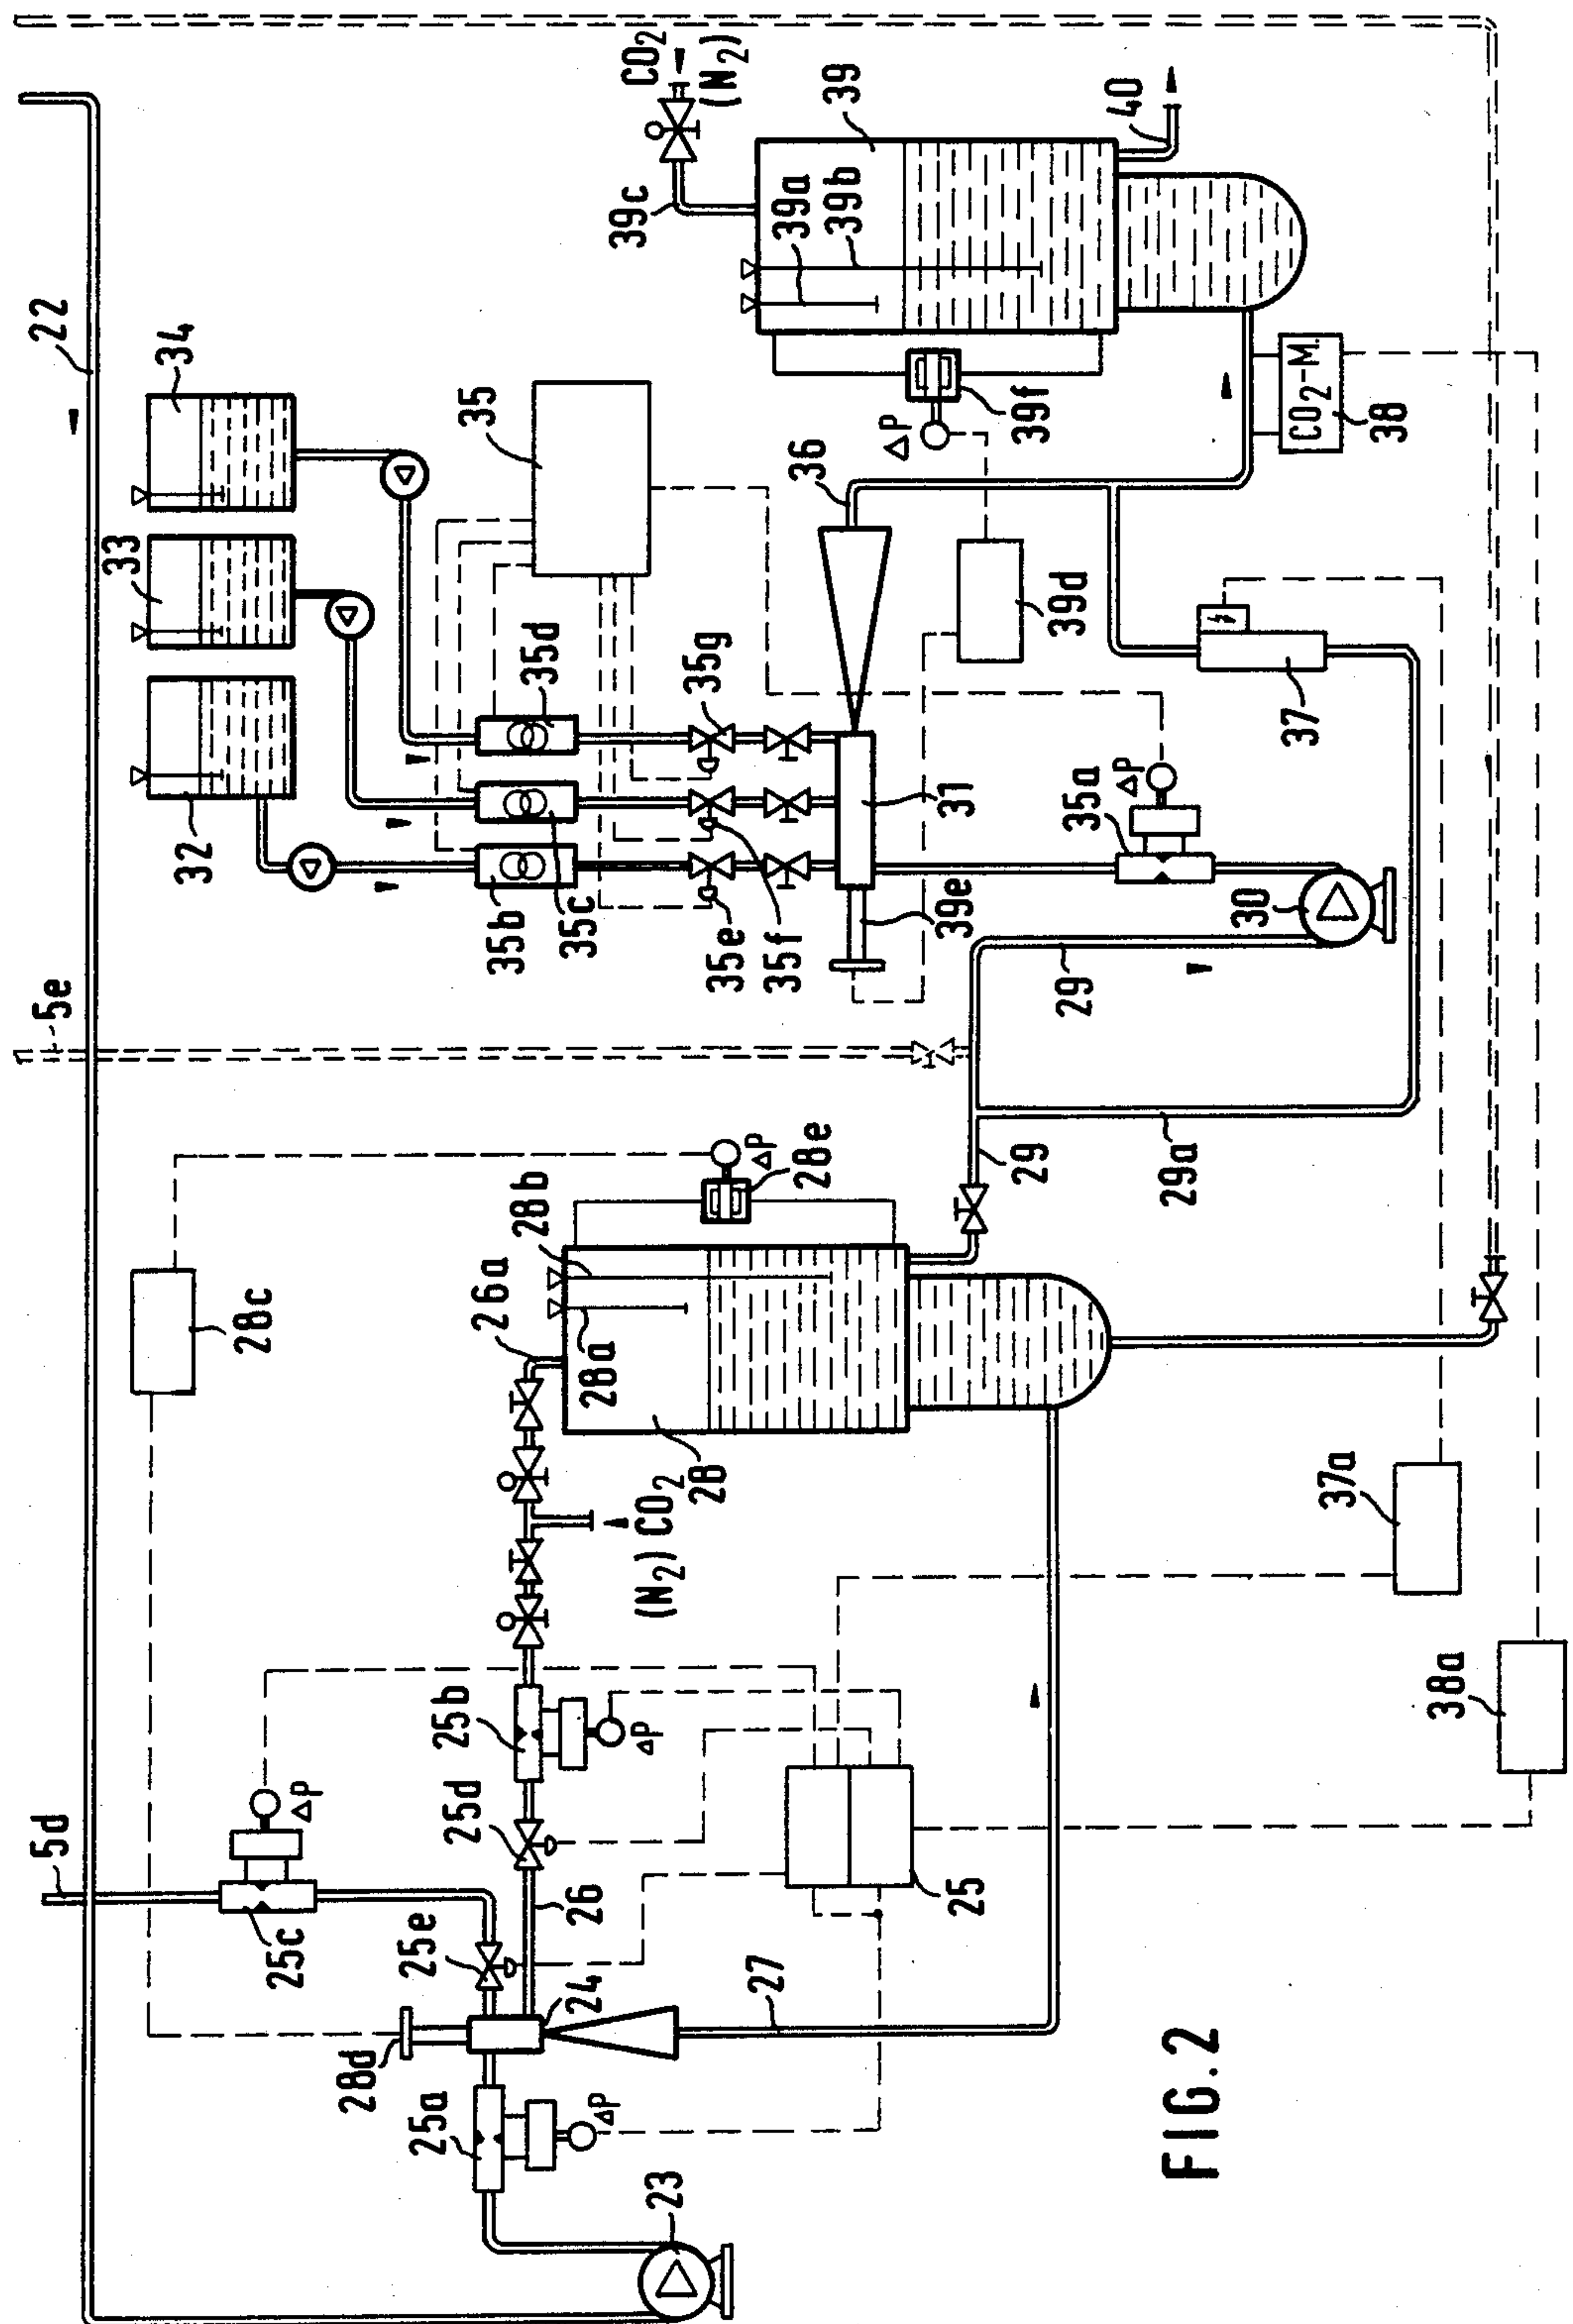 22
5e
5d
34
33
32
35
35d
35c
35b
35g
35f
35e
31
39e
36
ΔP
39f
39d
39c
CO2
(N2)
39
39a
39b
40
CO2-M.
38
37
35a
ΔP
30
29
29
29a
28c
28b
26a
28a
28
ΔP
28e
(N2) CO2
25b
ΔP
25d
26
25c
ΔP
25e
24
28d
25a
ΔP
23
25
27
37a
38a
FIG.2